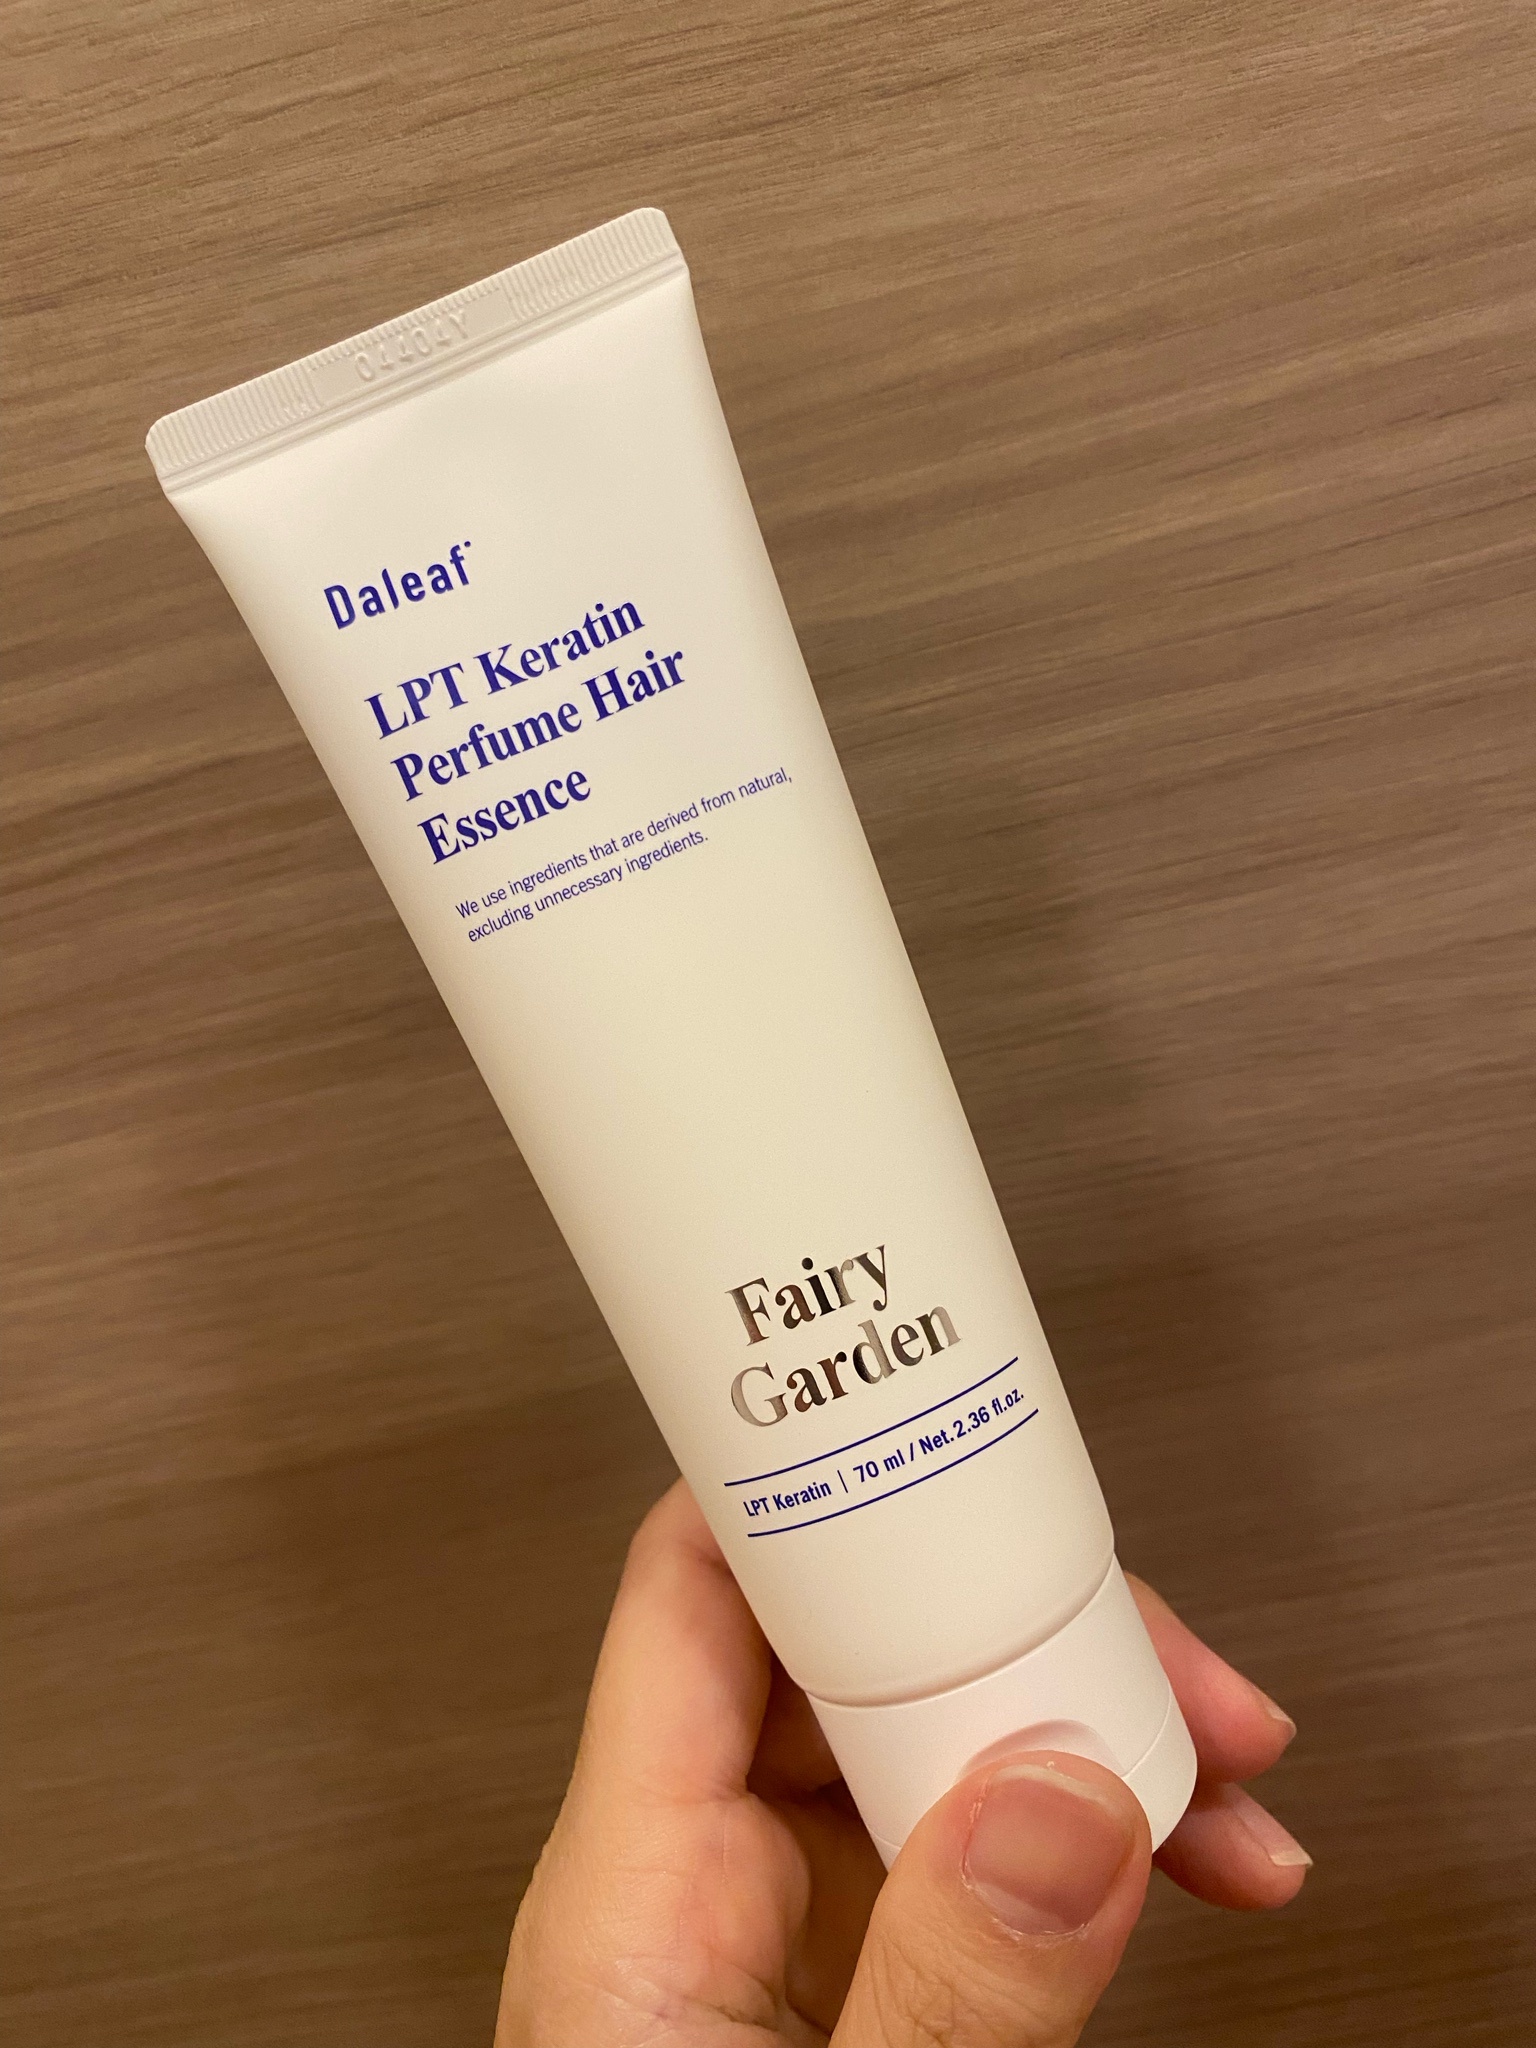 Daleaf
LPT Keratin
Perfume Hair
Essence
We use ingredients that are derived from natural,
excluding unnecessary ingredients.
Fairy
Garden
LPT Keratin | 70 ml / Net.2.36 fl.oz.